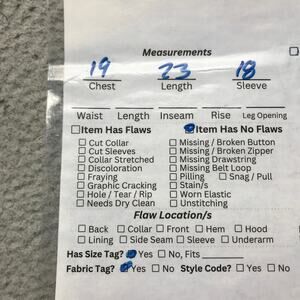 Measurements
19 23 18
Chest Length Sleeve
Waist Length Inseam Rise Leg Opening
Item Has Flaws Item Has No Flaws
Cut Collar Missing / Broken Button
Cut Sleeves Missing / Broken Zipper
Collar Stretched Missing Drawstring
Discoloration Missing Belt Loop
Fraying Pilling Snag / Pull
Graphic Cracking Stain/s
Hole / Tear / Rip Worn Elastic
Needs Dry Clean Unstitching
Flaw Location/s
Back Collar Front Hem Hood
Lining Side Seam Sleeve Underarm
Has Size Tag? Yes No, Fits
Fabric Tag? Yes No Style Code? Yes No